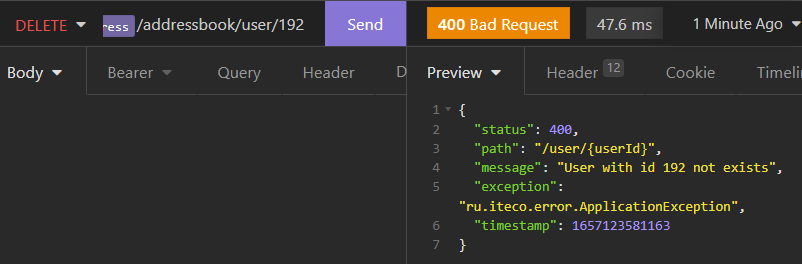 DELETE ress /addressbook/user/192 Send 400 Bad Request 47.6 ms 1 Minute Ago
Body Bearer Query Header D Preview Header 12 Cookie Timelin
1 {
2 "status": 400,
3 "path": "/user/{userId}",
4 "message": "User with id 192 not exists",
5 "exception":
"ru.iteco.error.ApplicationException",
6 "timestamp": 1657123581163
7 }